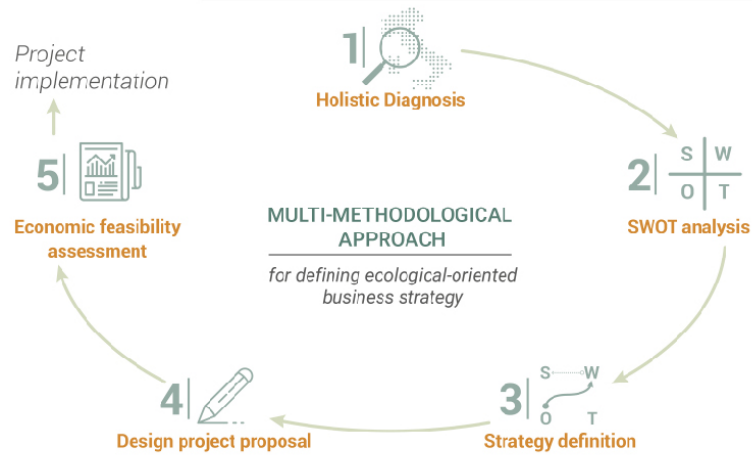 1
Holistic Diagnosis
2
S W
O T
SWOT analysis
3
S W
O T
Strategy definition
4
Design project proposal
5
Economic feasibility
assessment
Project
implementation
MULTI-METHODOLOGICAL
APPROACH
for defining ecological-oriented
business strategy